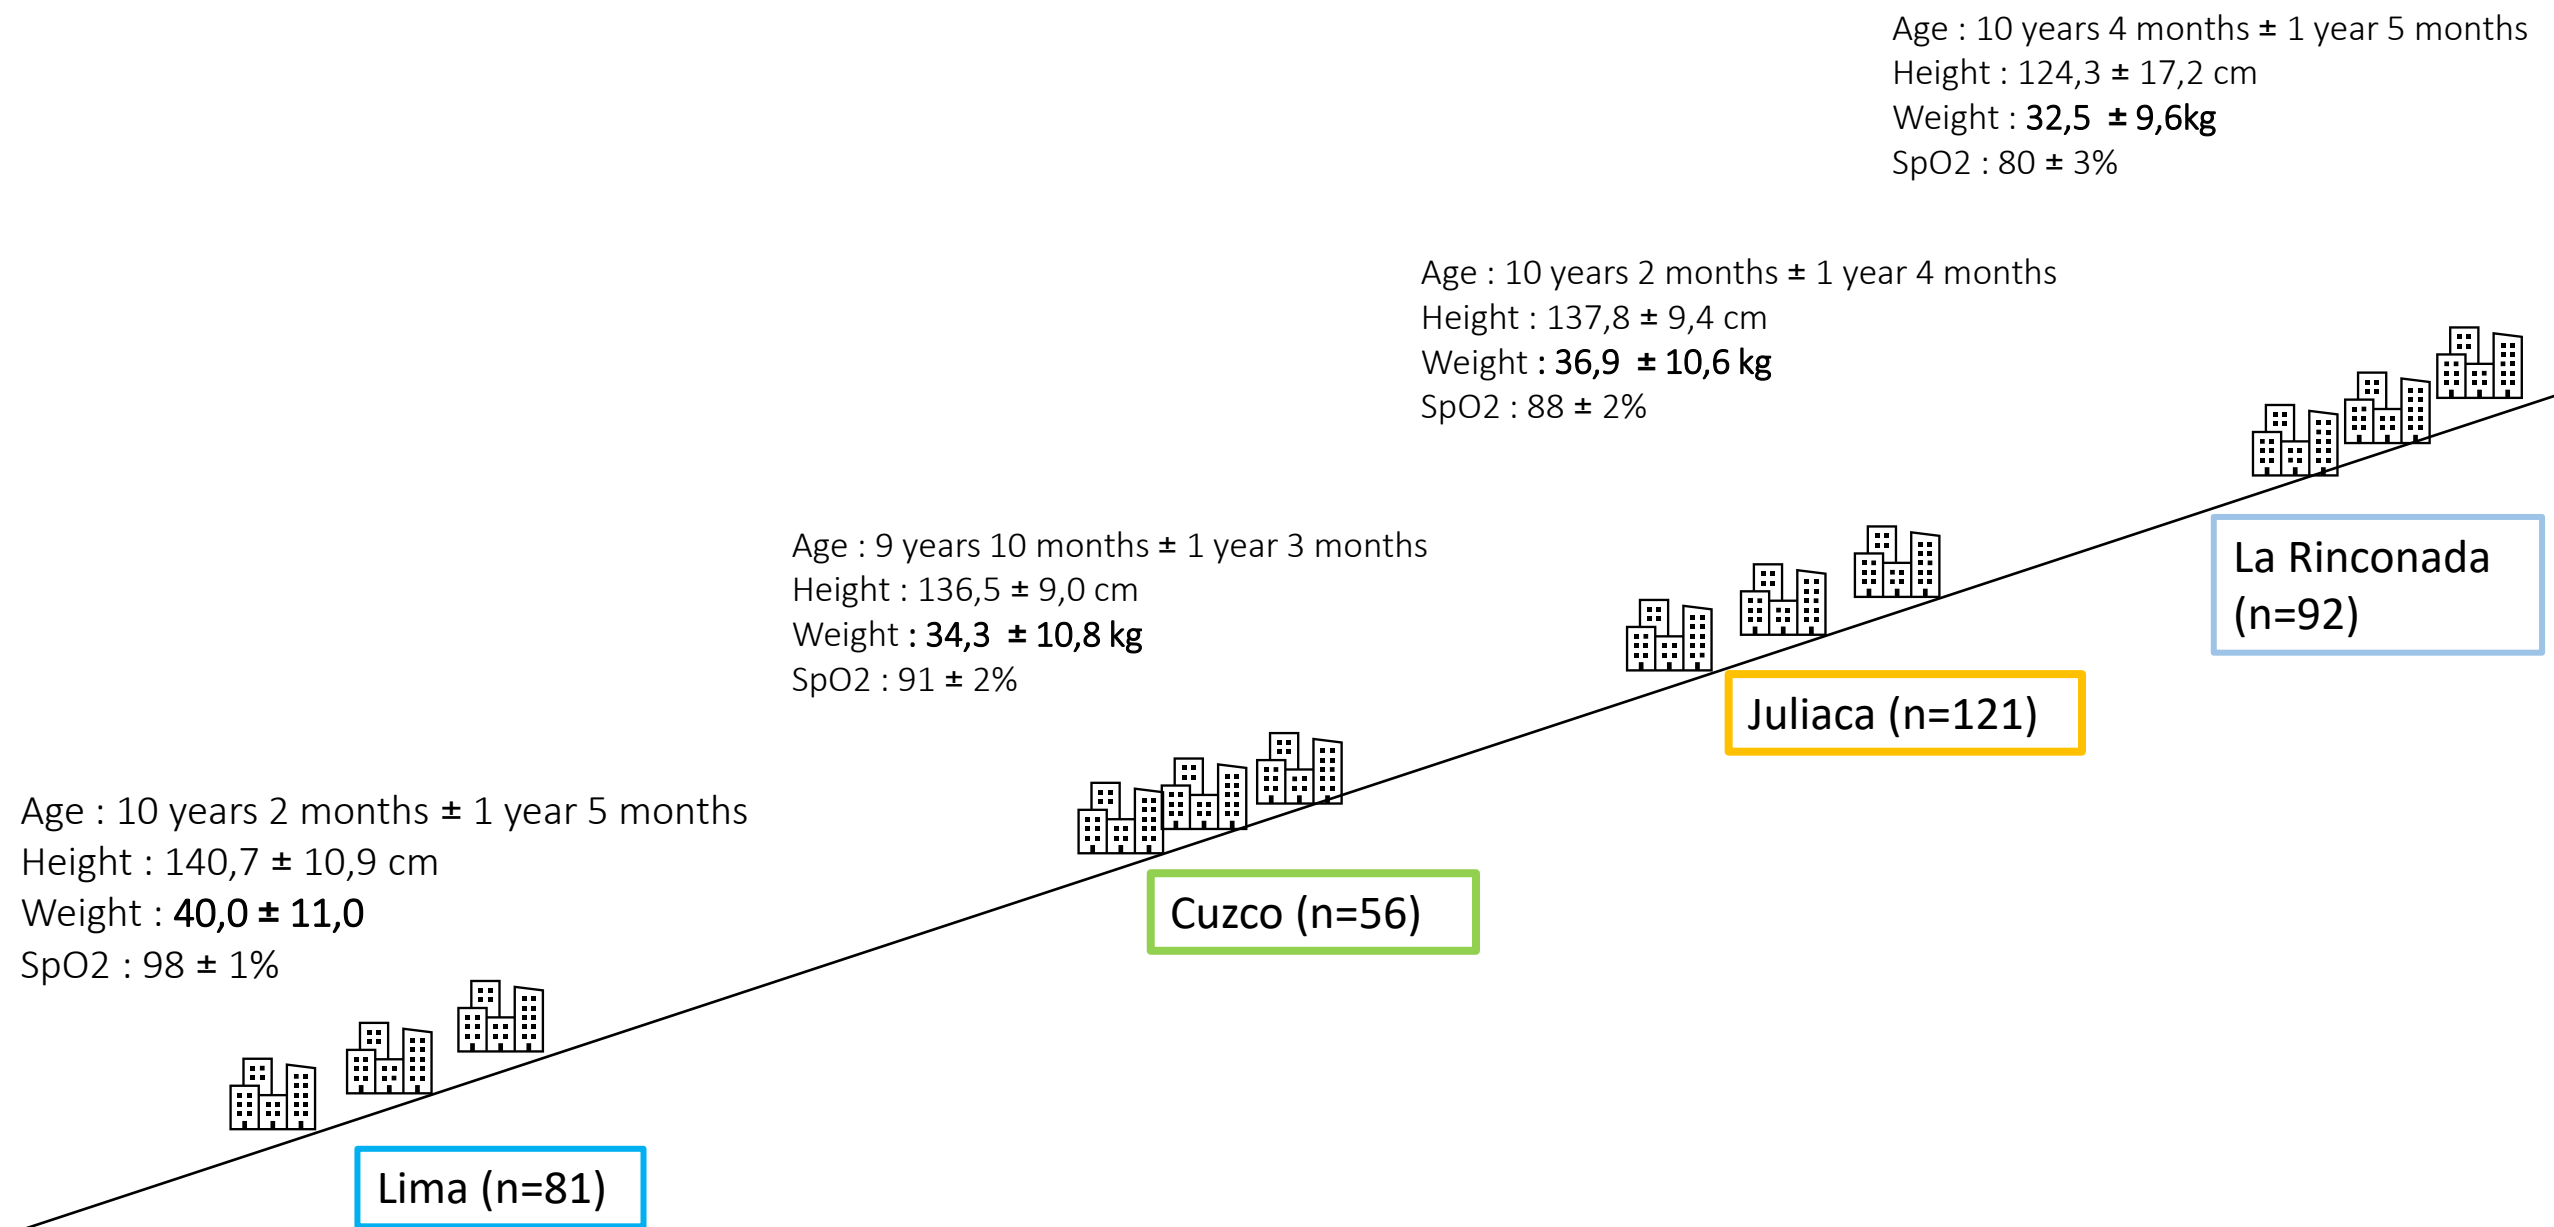 Age : 10 years 4 months ± 1 year 5 months
Height : 124,3 ± 17,2 cm
Weight : 32,5 ± 9,6kg
SpO2 : 80 ± 3%
Age : 10 years 2 months ± 1 year 4 months
Height : 137,8 ± 9,4 cm
Weight : 36,9 ± 10,6 kg
SpO2 : 88 ± 2%
La Rinconada
(n=92)
Age : 9 years 10 months ± 1 year 3 months
Height : 136,5 ± 9,0 cm
Weight : 34,3 ± 10,8 kg
SpO2 : 91 ± 2%
Juliaca (n=121)
Age : 10 years 2 months ± 1 year 5 months
Height : 140,7 ± 10,9 cm
Weight : 40,0 ± 11,0
SpO2 : 98 ± 1%
Cuzco (n=56)
Lima (n=81)